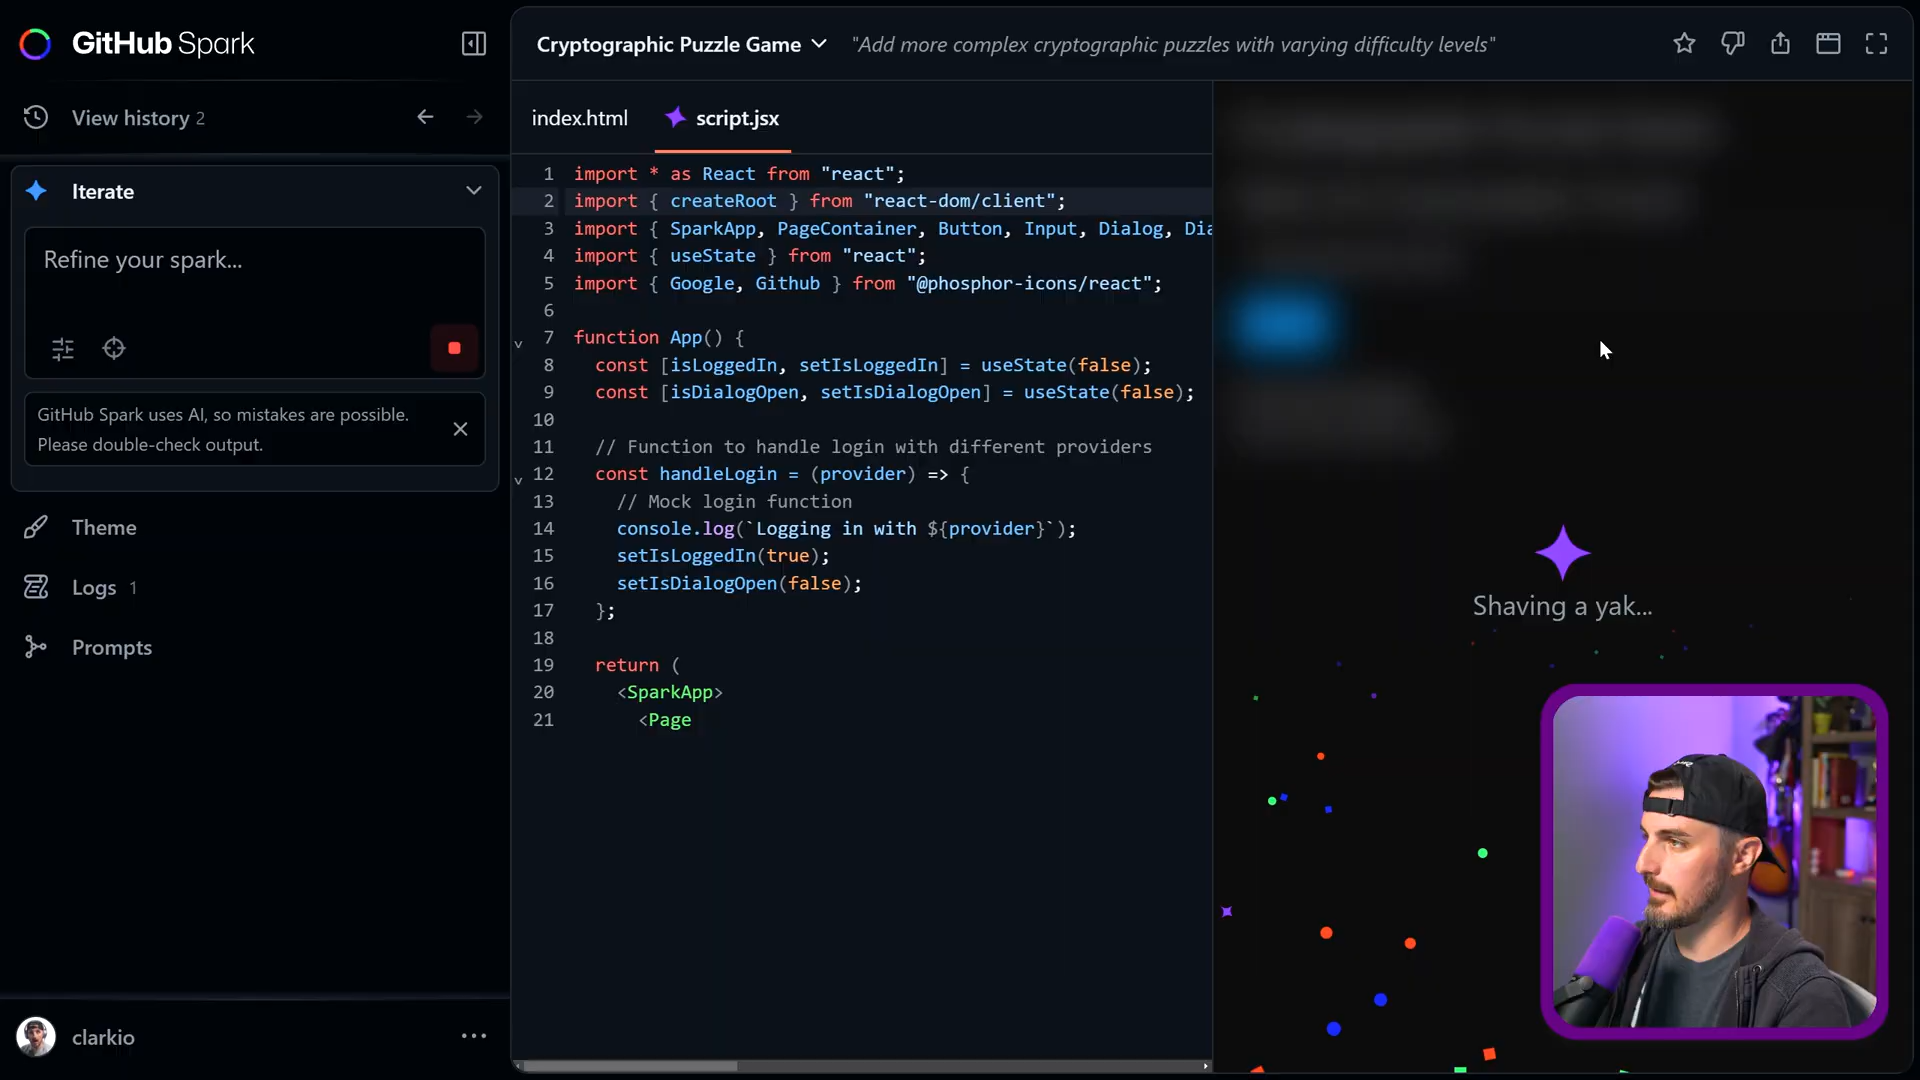 GitHub Spark
View history 2
Iterate
Refine your spark...
GitHub Spark uses AI, so mistakes are possible.
Please double-check output.
Theme
Logs 1
Prompts
clarkio
Cryptographic Puzzle Game "Add more complex cryptographic puzzles with varying difficulty levels"
index.html script.jsx
1 import * as React from "react";
2 import { createRoot } from "react-dom/client";
3 import { SparkApp, PageContainer, Button, Input, Dialog, Dia
4 import { useState } from "react";
5 import { Google, Github } from "@phosphor-icons/react";
6
7 function App() {
8 const [isLoggedIn, setIsLoggedIn] = useState(false);
9 const [isDialogOpen, setIsDialogOpen] = useState(false);
10
11 // Function to handle login with different providers
12 const handleLogin = (provider) => {
13 // Mock login function
14 console.log(`Logging in with ${provider}`);
15 setIsLoggedIn(true);
16 setIsDialogOpen(false);
17 };
18
19 return (
20 <SparkApp>
21 <Page
Shaving a yak...